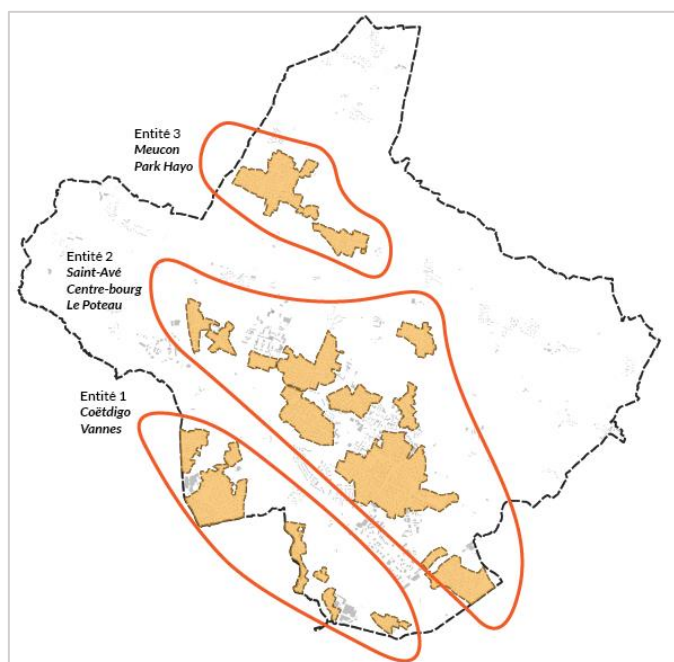 Entité 3
Meucon
Park Hayo
Entité 2
Saint-Avé
Centre-bourg
Le Poteau
Entité 1
Coëtdigo
Vannes